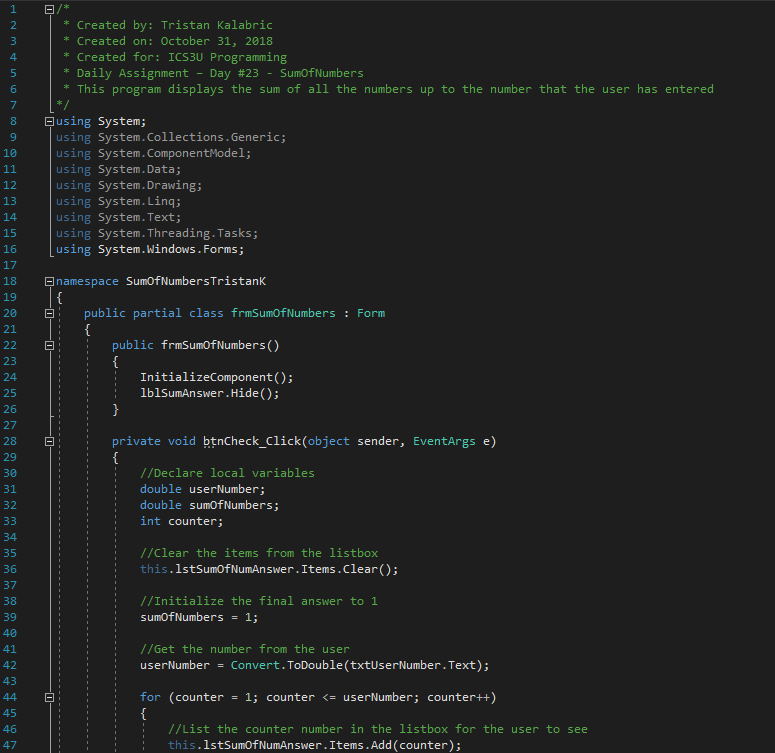 1 /*
2 * Created by: Tristan Kalabric
3 * Created on: October 31, 2018
4 * Created for: ICS3U Programming
5 * Daily Assignment – Day #23 - SumOfNumbers
6 * This program displays the sum of all the numbers up to the number that the user has entered
7 */
8 using System;
9 using System.Collections.Generic;
10 using System.ComponentModel;
11 using System.Data;
12 using System.Drawing;
13 using System.Linq;
14 using System.Text;
15 using System.Threading.Tasks;
16 using System.Windows.Forms;
17
18 namespace SumOfNumbersTristanK
19 {
20 public partial class frmSumOfNumbers : Form
21 {
22 public frmSumOfNumbers()
23 {
24 InitializeComponent();
25 lblSumAnswer.Hide();
26 }
27
28 private void btnCheck_Click(object sender, EventArgs e)
29 {
30 //Declare local variables
31 double userNumber;
32 double sumOfNumbers;
33 int counter;
34
35 //Clear the items from the listbox
36 this.lstSumOfNumAnswer.Items.Clear();
37
38 //Initialize the final answer to 1
39 sumOfNumbers = 1;
40
41 //Get the number from the user
42 userNumber = Convert.ToDouble(txtUserNumber.Text);
43
44 for (counter = 1; counter <= userNumber; counter++)
45 {
46 //List the counter number in the listbox for the user to see
47 this.lstSumOfNumAnswer.Items.Add(counter);